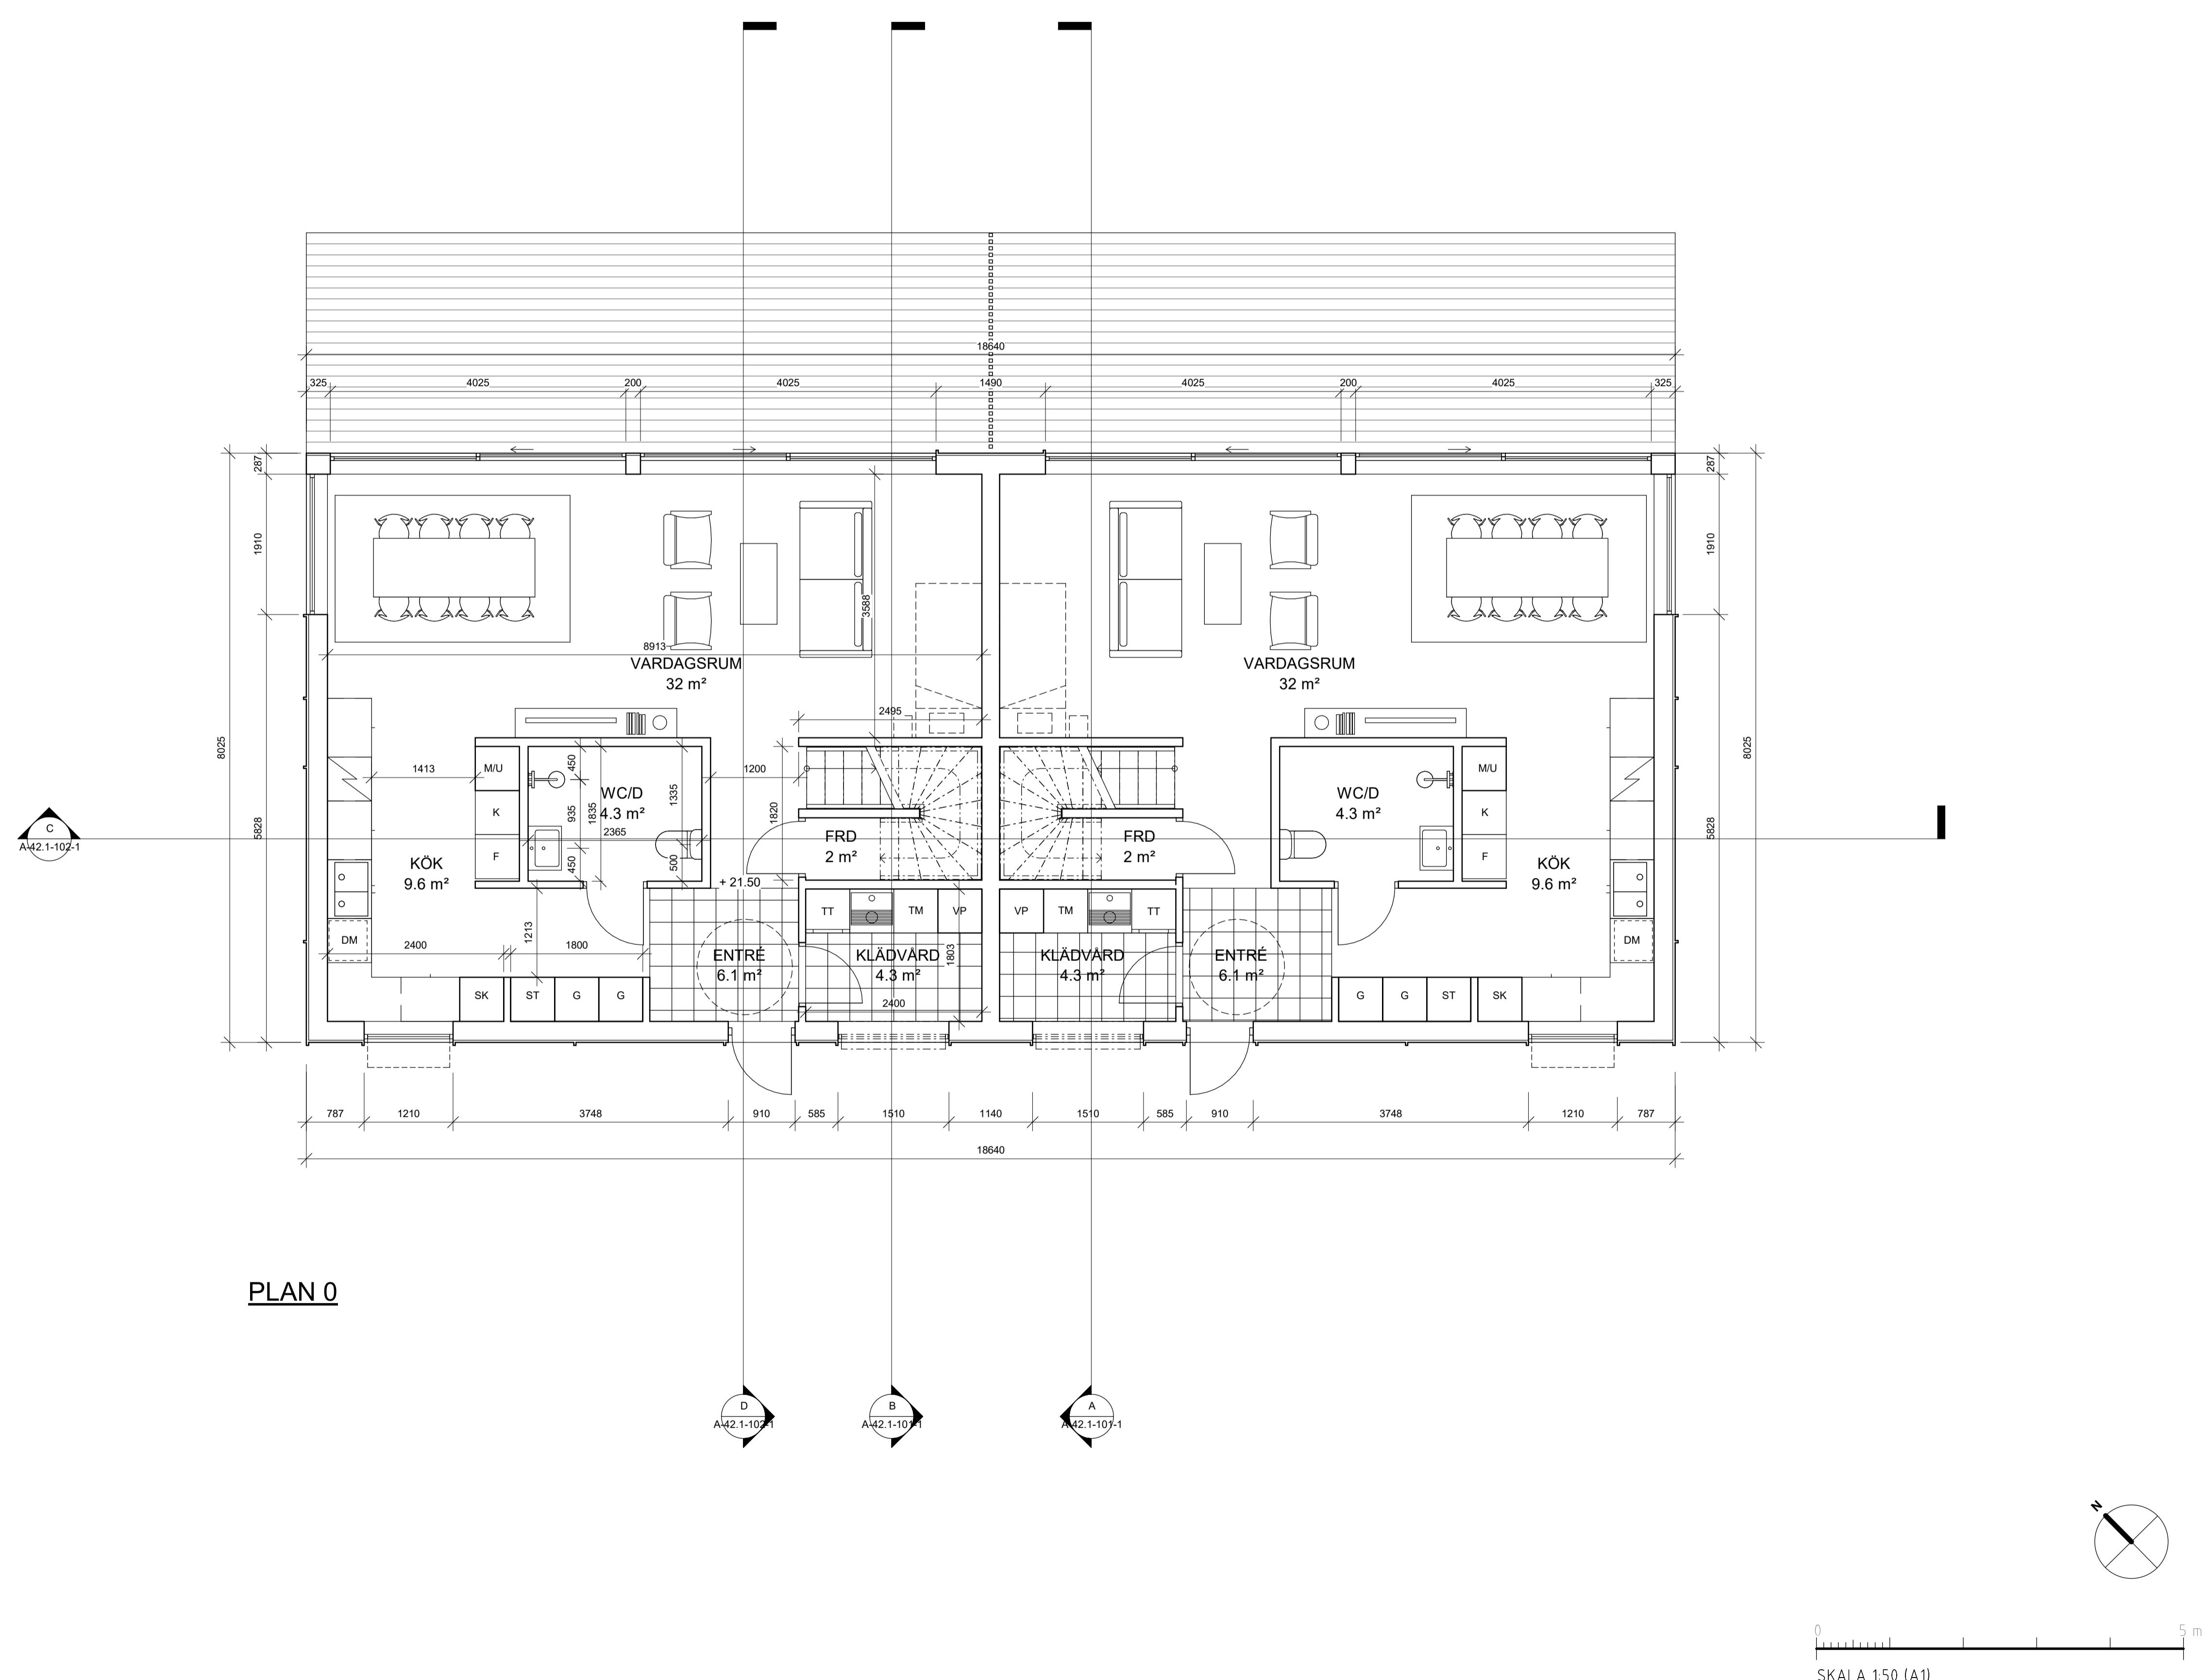 18640
325
4025
200
4025
1490
4025
200
4025
325
287
1910
5828
8025
287
1910
5828
8025
3588
8913
VARDAGSRUM
32 m²
VARDAGSRUM
32 m²
2495
1413
M/U
K
F
450
935
450
1835
WC/D
4.3 m²
2365
1335
500
1200
1820
FRD
2 m²
FRD
2 m²
WC/D
4.3 m²
M/U
K
F
C
A-42.1-102-1
KÖK
9.6 m²
KÖK
9.6 m²
+ 21.50
DM
2400
1213
1800
TT
TM
VP
VP
TM
TT
DM
ENTRÉ
6.1 m²
KLÄDVÅRD
4.3 m²
1803
2400
KLÄDVÅRD
4.3 m²
ENTRÉ
6.1 m²
SK
ST
G
G
G
G
ST
SK
787
1210
3748
910
585
1510
1140
1510
585
910
3748
1210
787
18640
PLAN 0
D
A-42.1-102-1
B
A-42.1-101-1
A
A-42.1-101-1
N
0
5 m
SKALA 1:50 (A1)